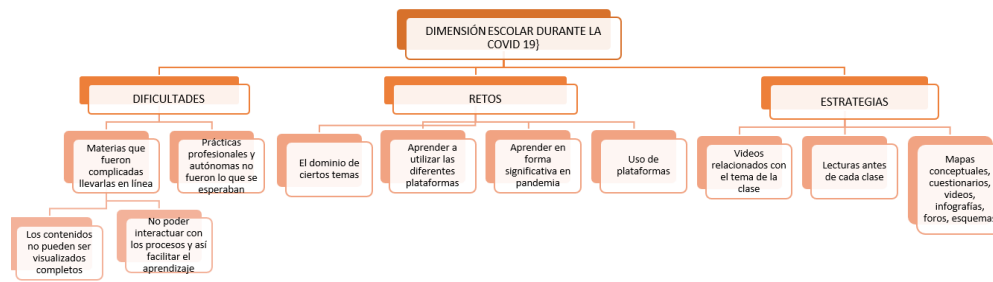 DIMENSIÓN ESCOLAR DURANTE LA
COVID 19}
DIFICULTADES
RETOS
ESTRATEGIAS
Materias que
fueron
complicadas
llevarlas en línea
Prácticas
profesionales y
autónomas no
fueron lo que se
esperaban
El dominio de
ciertos temas
Aprender a
utilizar las
diferentes
plataformas
Aprender en
forma
significativa en
pandemia
Uso de
plataformas
Videos
relacionados con
el tema de la
clase
Lecturas antes
de cada clase
Mapas
conceptuales,
cuestionarios,
videos,
infografías,
foros, esquemas
Los contenidos
no pueden ser
visualizados
completos
No poder
interactuar con
los procesos y así
facilitar el
aprendizaje